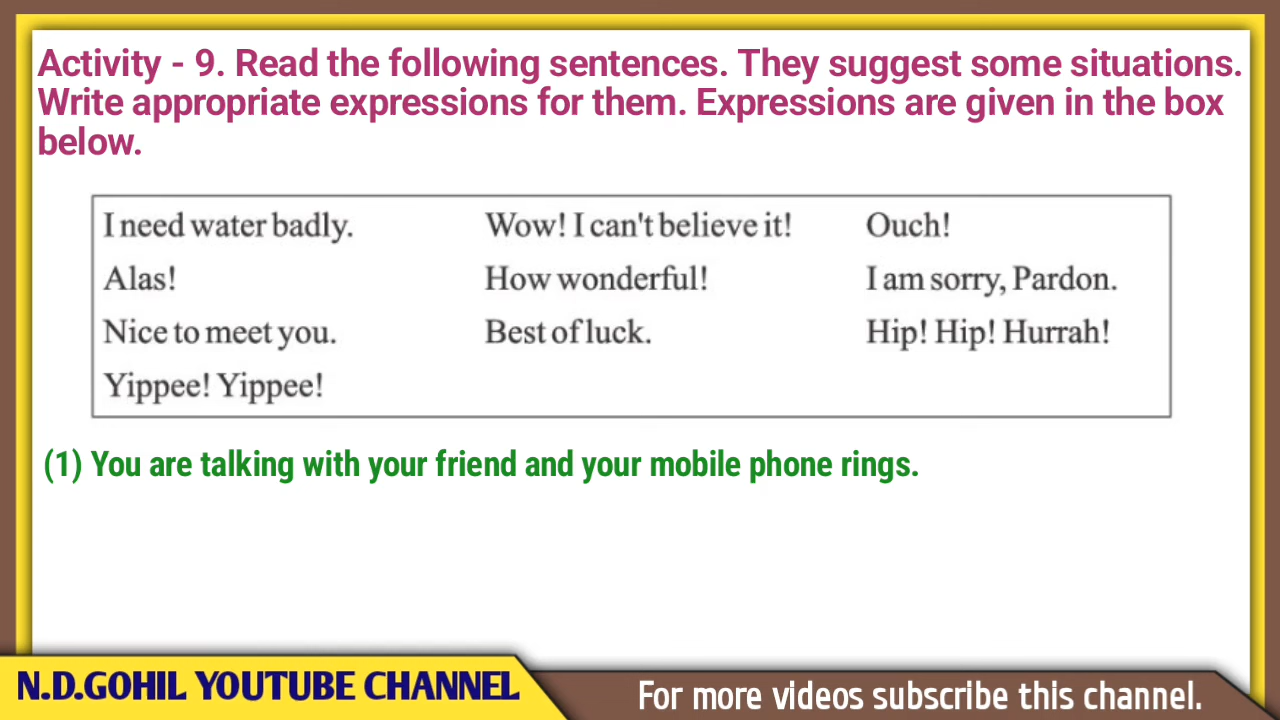 Activity - 9. Read the following sentences. They suggest some situations.
Write appropriate expressions for them. Expressions are given in the box
below.
I need water badly. Wow! I can't believe it! Ouch!
Alas! How wonderful! I am sorry, Pardon.
Nice to meet you. Best of luck. Hip! Hip! Hurrah!
Yippee! Yippee!
(1) You are talking with your friend and your mobile phone rings.
N.D.GOHIL YOUTUBE CHANNEL
For more videos subscribe this channel.